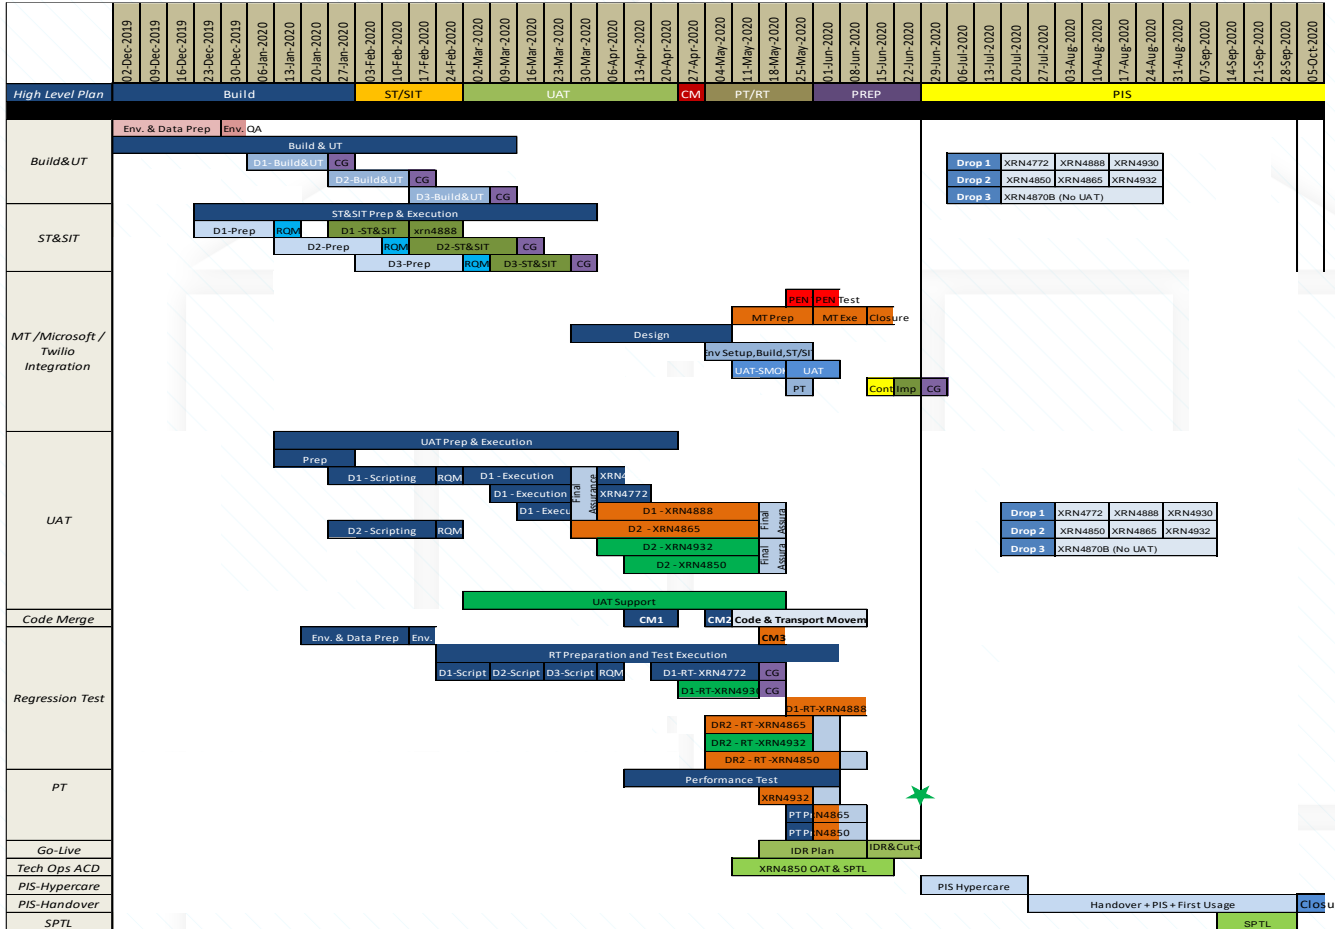 02-Dec-2019 09-Dec-2019 16-Dec-2019 23-Dec-2019 30-Dec-2019 06-Jan-2020 13-Jan-2020 20-Jan-2020 27-Jan-2020 03-Feb-2020 10-Feb-2020 17-Feb-2020 24-Feb-2020 02-Mar-2020 09-Mar-2020 16-Mar-2020 23-Mar-2020 30-Mar-2020 06-Apr-2020 13-Apr-2020 20-Apr-2020 27-Apr-2020 04-May-2020 11-May-2020 18-May-2020 25-May-2020 01-Jun-2020 08-Jun-2020 15-Jun-2020 22-Jun-2020 29-Jun-2020 06-Jul-2020 13-Jul-2020 20-Jul-2020 27-Jul-2020 03-Aug-2020 10-Aug-2020 17-Aug-2020 24-Aug-2020 31-Aug-2020 07-Sep-2020 14-Sep-2020 21-Sep-2020 28-Sep-2020 05-Oct-2020
High Level Plan Build ST/SIT UAT CM PT/RT PREP PIS
Env. & Data Prep Env. QA
Build & UT
Build&UT D1- Build&UT CG Drop 1 XRN4772 XRN4888 XRN4930
D2-Build&UT CG Drop 2 XRN4850 XRN4865 XRN4932
D3-Build&UT CG Drop 3 XRN4870B (No UAT)
ST&SIT Prep & Execution
ST&SIT D1-Prep RQM D1 -ST&SIT xrn4888
D2-Prep RQM D2-ST&SIT CG
D3-Prep RQM D3-ST&SIT CG
PEN PEN Test
MT Prep MT Exe Closure
MT /Microsoft /
Twilio
Integration
Design
Env Setup,Build,ST/SI
UAT-SMO UAT
PT Cont Imp CG
UAT Prep & Execution
Prep
D1 - Scripting RQM D1 - Execution Final Assurance XRN4
D1 - Execution XRN4772
UAT D1 - Execu D1 - XRN4888 Final Assura Drop 1 XRN4772 XRN4888 XRN4930
D2 - Scripting RQM D2 - XRN4865 Drop 2 XRN4850 XRN4865 XRN4932
D2 - XRN4932 Final Assura Drop 3 XRN4870B (No UAT)
D2 - XRN4850
UAT Support
Code Merge CM1 CM2 Code & Transport Movem
Env. & Data Prep Env. CM3
RT Preparation and Test Execution
D1-Script D2-Script D3-Script RQM D1-RT- XRN4772 CG
Regression Test D1-RT-XRN493 CG
D1-RT-XRN4888
DR2 - RT -XRN4865
DR2 - RT -XRN4932
DR2 - RT -XRN4850
PT Performance Test
XRN4932
PT P N4865
PT P N4850
Go-Live IDR Plan IDR&Cut-
Tech Ops ACD XRN4850 OAT & SPTL
PIS-Hypercare PIS Hypercare
PIS-Handover Handover + PIS + First Usage Closu
SPTL SPTL